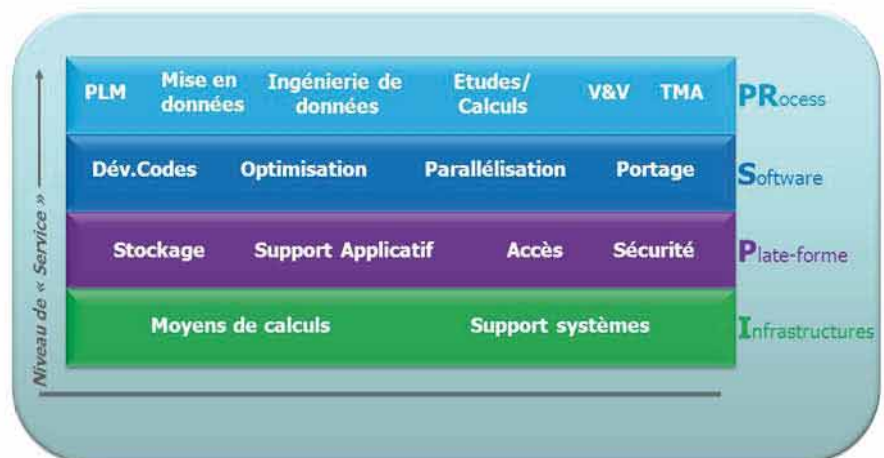 PLM Mise en données Ingénierie de données Etudes/ Calculs V&V TMA PRocess
Dév.Codes Optimisation Parallélisation Portage Software
Stockage Support Applicatif Accès Sécurité Plate-forme
Moyens de calculs Support systèmes Infrastructures
Niveau de « Service »